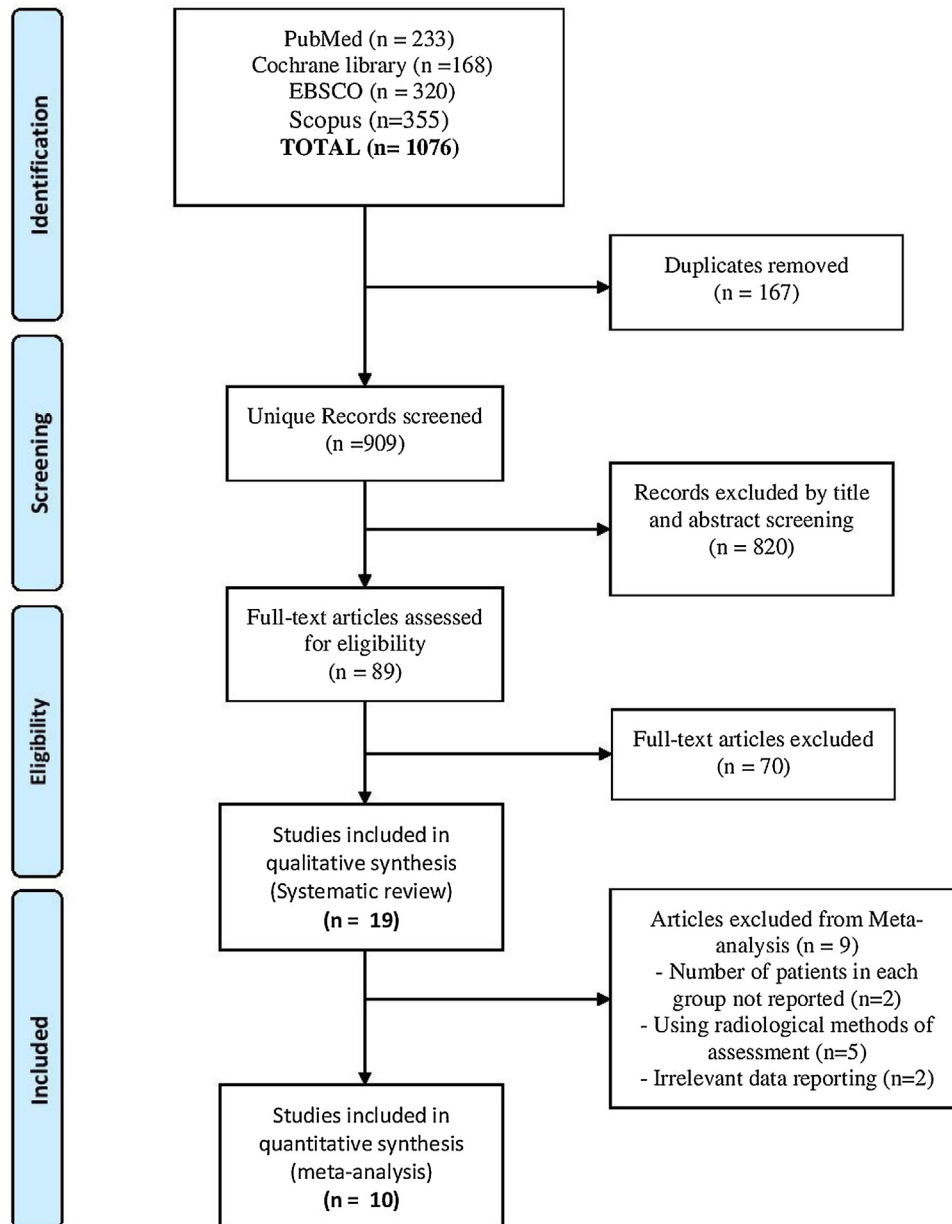 Identification
PubMed (n = 233)
Cochrane library (n =168)
EBSCO (n = 320)
Scopus (n=355)
TOTAL (n= 1076)
Duplicates removed
(n = 167)
Screening
Unique Records screened
(n =909)
Records excluded by title
and abstract screening
(n = 820)
Eligibility
Full-text articles assessed
for eligibility
(n = 89)
Full-text articles excluded
(n = 70)
Studies included in
qualitative synthesis
(Systematic review)
(n = 19)
Included
Articles excluded from Meta-
analysis (n = 9)
- Number of patients in each
group not reported (n=2)
- Using radiological methods of
assessment (n=5)
- Irrelevant data reporting (n=2)
Studies included in
quantitative synthesis
(meta-analysis)
(n = 10)